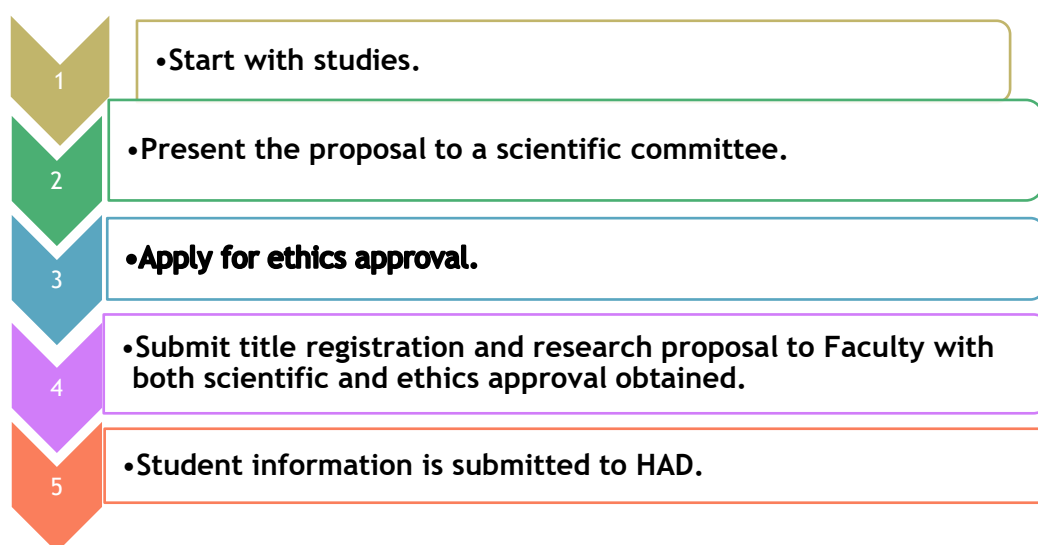 1
•Start with studies.
2
•Present the proposal to a scientific committee.
3
•Apply for ethics approval.
4
•Submit title registration and research proposal to Faculty with
both scientific and ethics approval obtained.
5
•Student information is submitted to HAD.